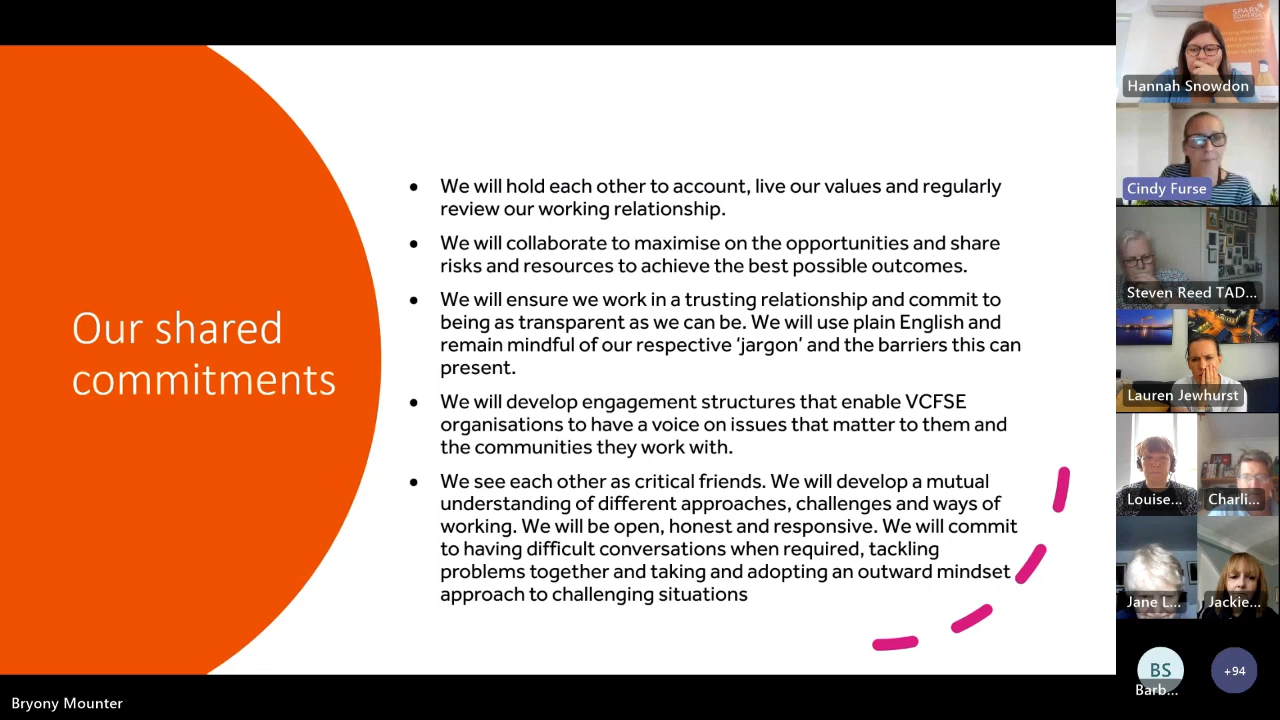 Our shared
commitments
● We will hold each other to account, live our values and regularly
review our working relationship.
● We will collaborate to maximise on the opportunities and share
risks and resources to achieve the best possible outcomes.
● We will ensure we work in a trusting relationship and commit to
being as transparent as we can be. We will use plain English and
remain mindful of our respective ‘jargon’ and the barriers this can
present.
● We will develop engagement structures that enable VCFSE
organisations to have a voice on issues that matter to them and
the communities they work with.
● We see each other as critical friends. We will develop a mutual
understanding of different approaches, challenges and ways of
working. We will be open, honest and responsive. We will commit
to having difficult conversations when required, tackling
problems together and taking and adopting an outward mindset
approach to challenging situations
Bryony Mounter
SPARK
SOMERSET
Hannah Snowdon
Cindy Furse
Steven Reed TAD...
Lauren Jewhurst
Louise...
Charli...
Jane L...
Jackie...
BS
Barb...
+94